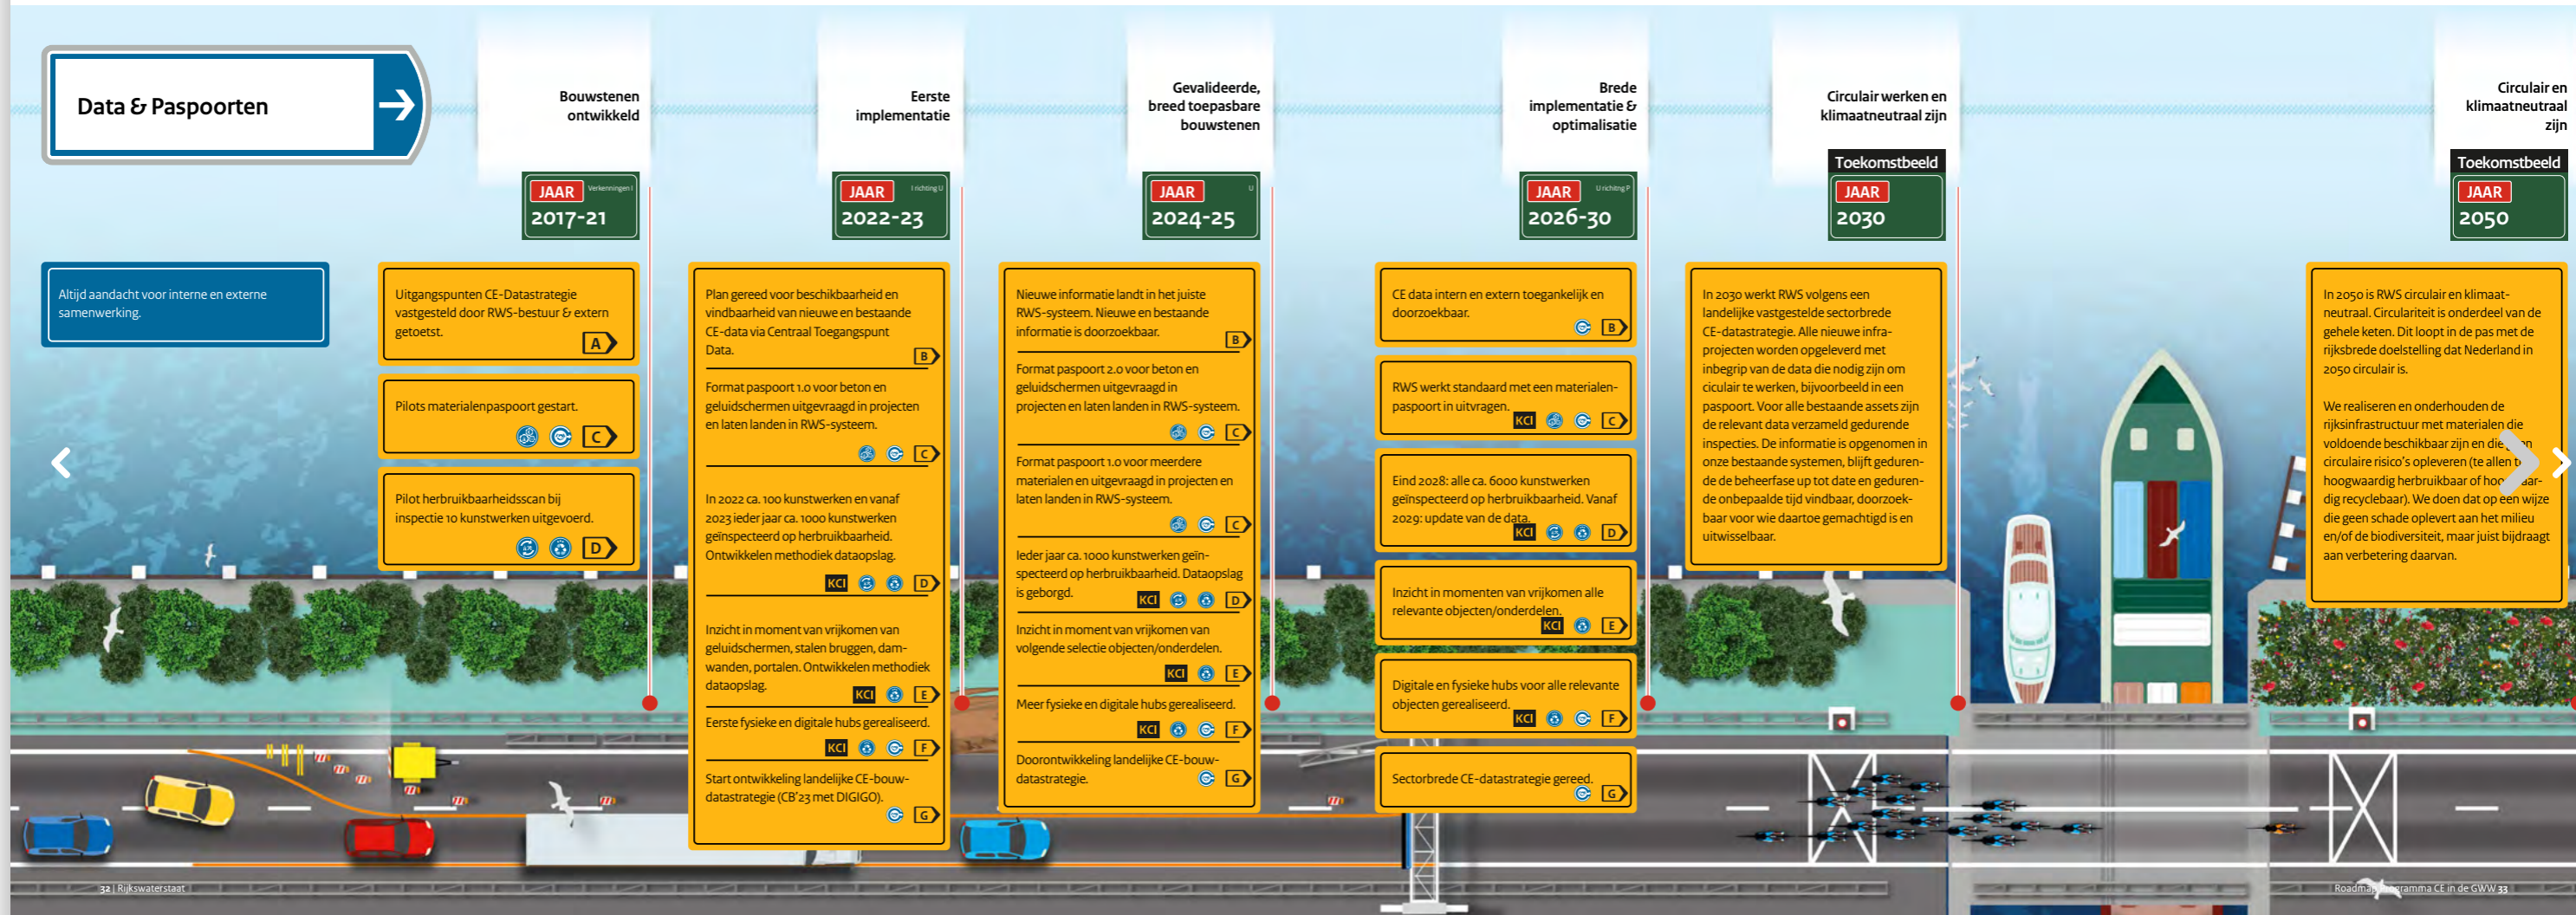 Data & Paspoorten
Bouwstenen
ontwikkeld
JAAR
Verkenningen I
2017-21
Eerste
implementatie
JAAR
I richting U
2022-23
Gevalideerde,
breed toepasbare
bouwstenen
JAAR
U
2024-25
Brede
implementatie &
optimalisatie
JAAR
U richting P
2026-30
Circulair werken en
klimaatneutraal zijn
Toekomstbeeld
JAAR
2030
Circulair en
klimaatneutraal
zijn
Toekomstbeeld
JAAR
2050
Altijd aandacht voor interne en externe
samenwerking.
Uitgangspunten CE-Datastrategie
vastgesteld door RWS-bestuur & extern
getoetst.
A
Pilots materialenpaspoort gestart.
C
Pilot herbruikbaarheidsscan bij
inspectie 10 kunstwerken uitgevoerd.
D
Plan gereed voor beschikbaarheid en
vindbaarheid van nieuwe en bestaande
CE-data via Centraal Toegangspunt
Data.
B
Format paspoort 1.0 voor beton en
geluidschermen uitgevraagd in projecten
en laten landen in RWS-systeem.
C
In 2022 ca. 100 kunstwerken en vanaf
2023 ieder jaar ca. 1000 kunstwerken
geïnspecteerd op herbruikbaarheid.
Ontwikkelen methodiek dataopslag.
KCI D
Inzicht in moment van vrijkomen van
geluidschermen, stalen bruggen, dam-
wanden, portalen. Ontwikkelen methodiek
dataopslag.
KCI E
Eerste fysieke en digitale hubs gerealiseerd.
KCI F
Start ontwikkeling landelijke CE-bouw-
datastrategie (CB'23 met DIGIGO).
G
Nieuwe informatie landt in het juiste
RWS-systeem. Nieuwe en bestaande
informatie is doorzoekbaar.
B
Format paspoort 2.0 voor beton en
geluidschermen uitgevraagd in
projecten en laten landen in RWS-systeem.
C
Format paspoort 1.0 voor meerdere
materialen en uitgevraagd in projecten en
laten landen in RWS-systeem.
C
Ieder jaar ca. 1000 kunstwerken geïn-
specteerd op herbruikbaarheid. Dataopslag
is geborgd.
KCI D
Inzicht in moment van vrijkomen van
volgende selectie objecten/onderdelen.
KCI E
Meer fysieke en digitale hubs gerealiseerd.
KCI F
Doorontwikkeling landelijke CE-bouw-
datastrategie.
G
CE data intern en extern toegankelijk en
doorzoekbaar.
B
RWS werkt standaard met een materialen-
paspoort in uitvragen.
KCI C
Eind 2028: alle ca. 6000 kunstwerken
geïnspecteerd op herbruikbaarheid. Vanaf
2029: update van de data.
KCI D
Inzicht in momenten van vrijkomen alle
relevante objecten/onderdelen.
KCI E
Digitale en fysieke hubs voor alle relevante
objecten gerealiseerd.
KCI F
Sectorbrede CE-datastrategie gereed.
G
In 2030 werkt RWS volgens een
landelijke vastgestelde sectorbrede
CE-datastrategie. Alle nieuwe infra-
projecten worden opgeleverd met
inbegrip van de data die nodig zijn om
ciculair te werken, bijvoorbeeld in een
paspoort. Voor alle bestaande assets zijn
de relevant data verzameld gedurende
inspecties. De informatie is opgenomen in
onze bestaande systemen, blijft geduren-
de de beheerfase up tot date en geduren-
de onbepaalde tijd vindbaar, doorzoek-
baar voor wie daartoe gemachtigd is en
uitwisselbaar.
In 2050 is RWS circulair en klimaat-
neutraal. Circulariteit is onderdeel van de
gehele keten. Dit loopt in de pas met de
rijksbrede doelstelling dat Nederland in
2050 circulair is.
We realiseren en onderhouden de
rijksinfrastructuur met materialen die
voldoende beschikbaar zijn en die
circulaire risico's opleveren (te allen
hoogwaardig herbruikbaar of
dig recyclebaar). We doen dat op een wijze
die geen schade oplevert aan het milieu
en/of de biodiversiteit, maar juist bijdraagt
aan verbetering daarvan.
32 | Rijkswaterstaat
Roadmap Programma CE in de GWW 33